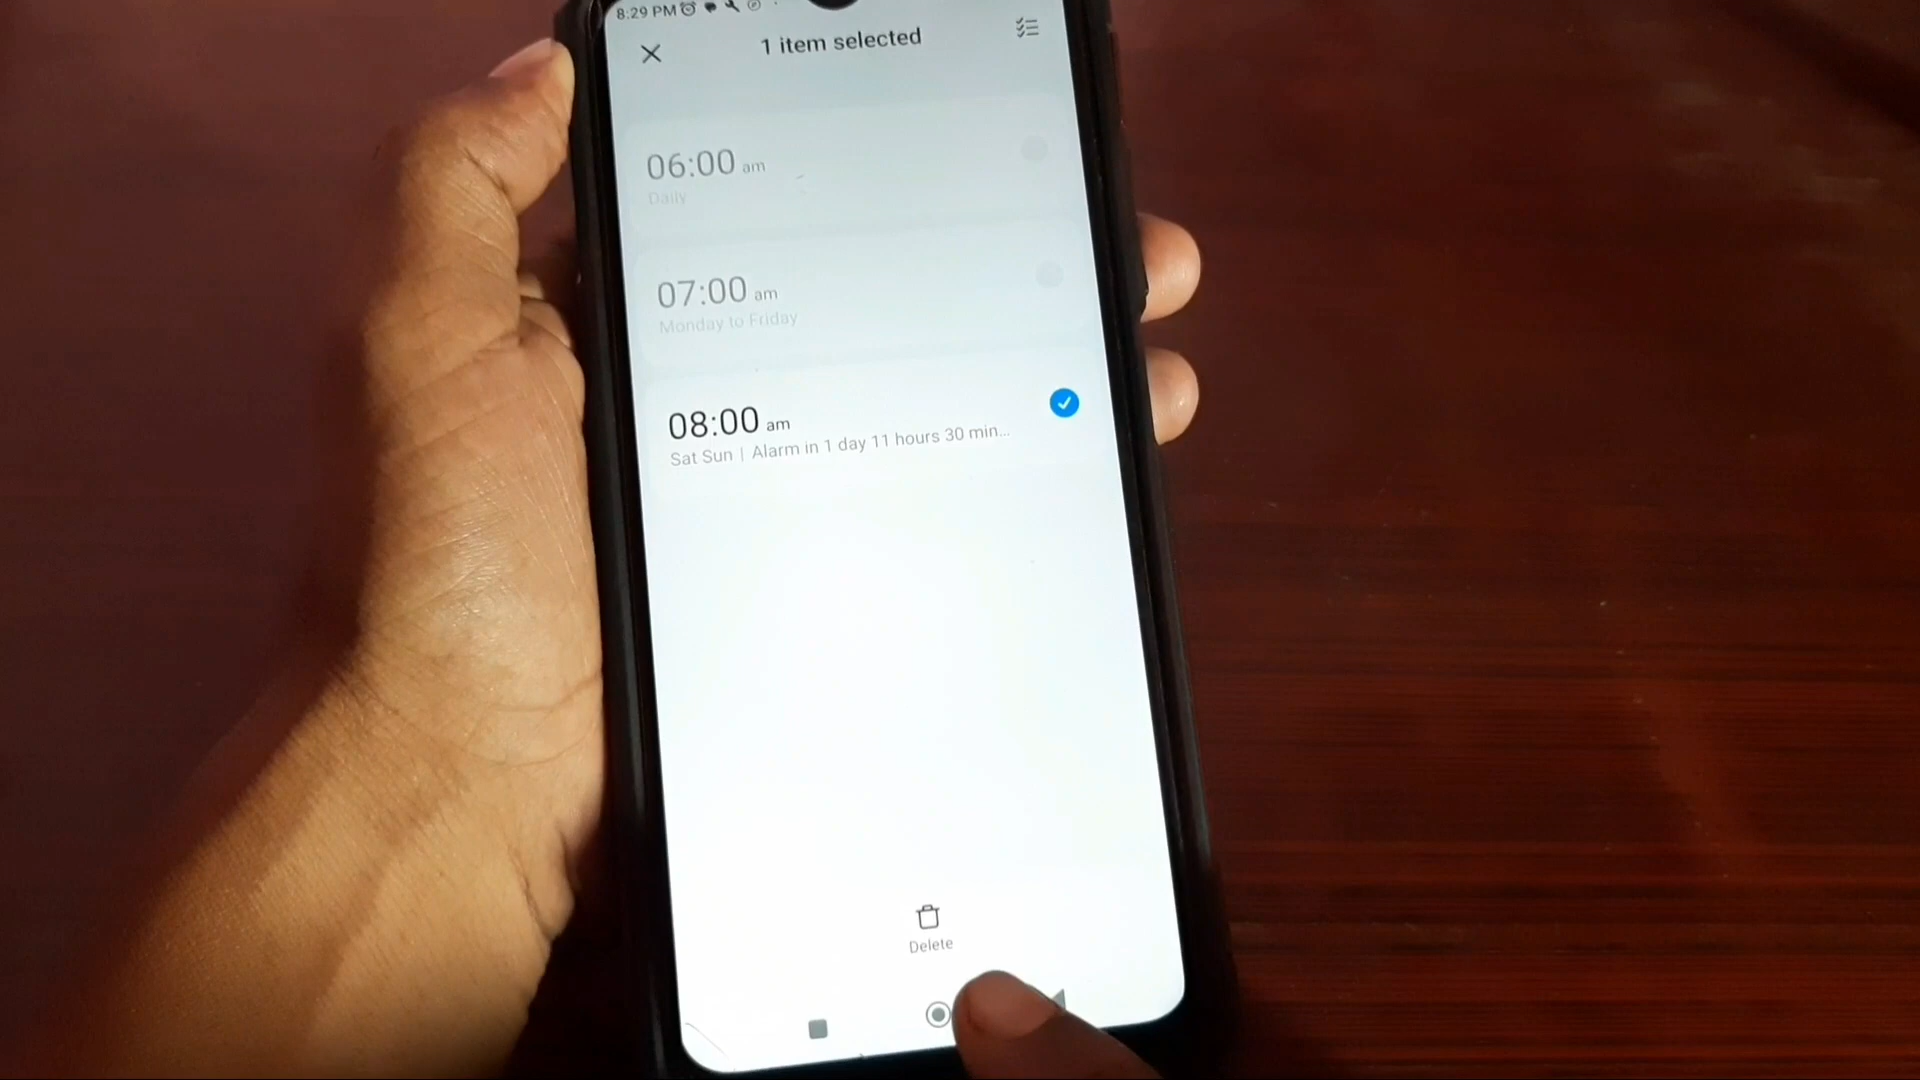 8:29 PM
1 item selected
06:00 am
Daily
07:00 am
Monday to Friday
08:00 am
Sat Sun | Alarm in 1 day 11 hours 30 min...
Delete